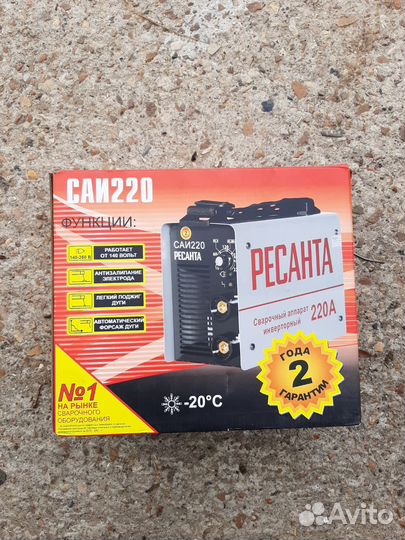 САИ220
ФУНКЦИИ:
140-260 В
РАБОТАЕТ
ОТ 140 ВОЛЬТ
АНТИЗАЛИПАНИЕ
ЭЛЕКТРОДА
ЛЕГКИЙ ПОДЖИГ
ДУГИ
АВТОМАТИЧЕСКИЙ
ФОРСАЖ ДУГИ
САИ220
РЕСАНТА
РЕСАНТА
Сварочный аппарат
инверторный
220А
2
ГОДА
ГАРАНТИИ
№1
НА РЫНКЕ
СВАРОЧНОГО
ОБОРУДОВАНИЯ
-20°С
Avito